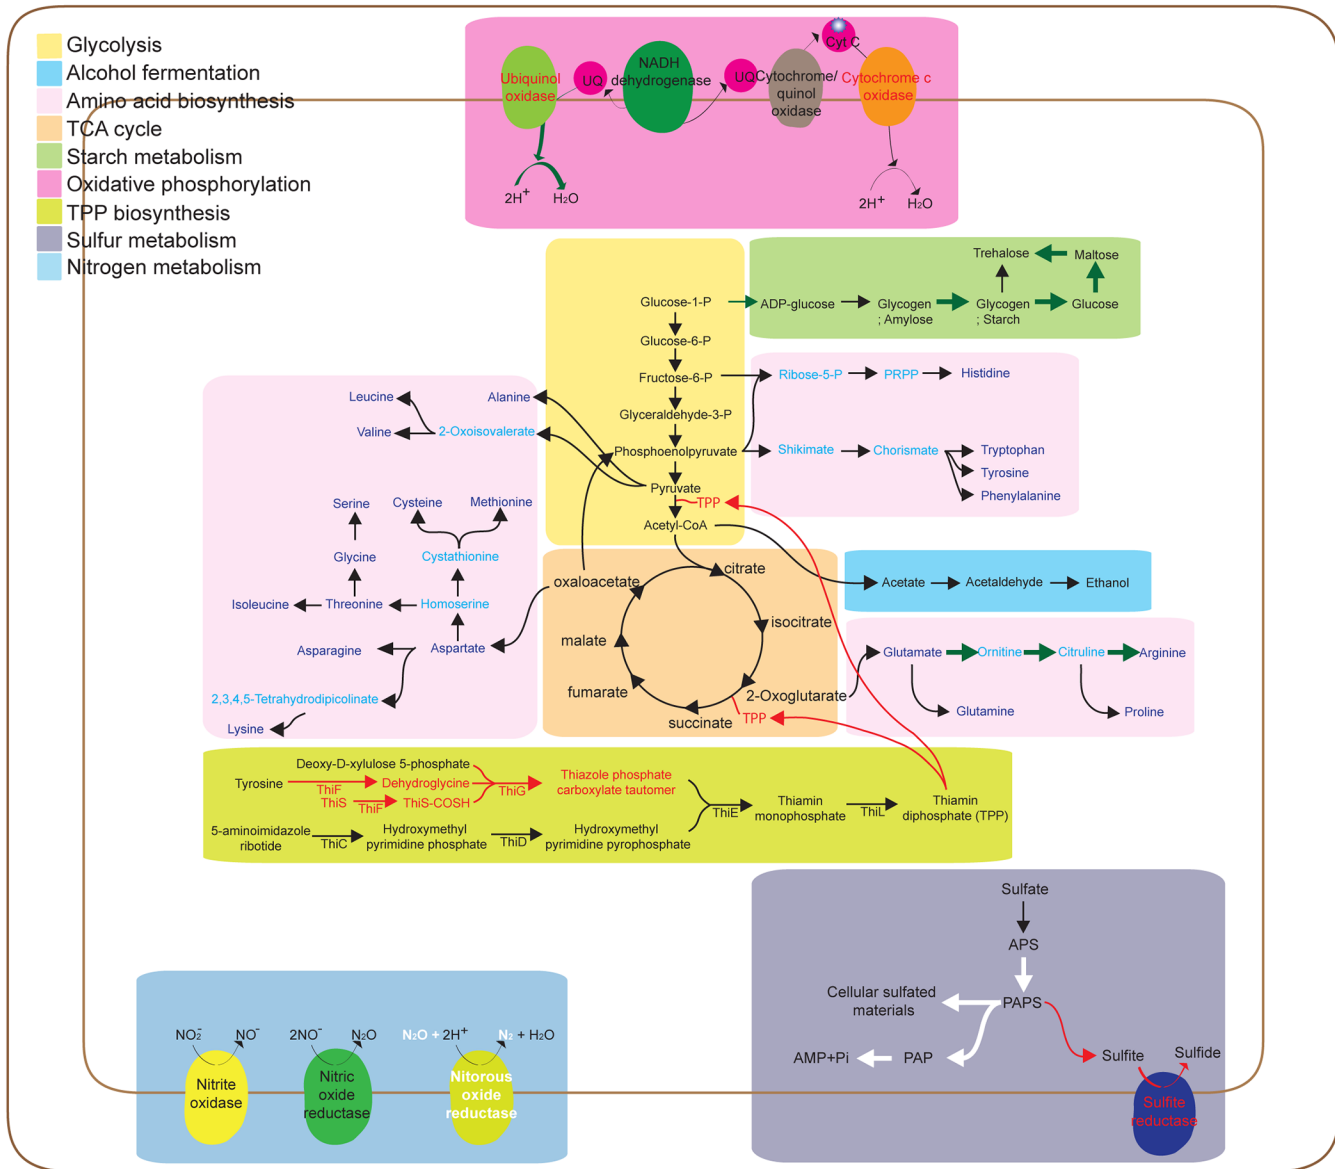 Glycolysis
Alcohol fermentation
Amino acid biosynthesis
TCA cycle
Starch metabolism
Oxidative phosphorylation
TPP biosynthesis
Sulfur metabolism
Nitrogen metabolism
Ubiquinol
oxidase
UQ
NADH
dehydrogenase
UQ
Cytochrome/
quinol
oxidase
Cyt C
Cytochrome c
oxidase
2H+
H2O
2H+
H2O
Glucose-1-P
Glucose-6-P
Fructose-6-P
Glyceraldehyde-3-P
Phosphoenolpyruvate
Pyruvate
TPP
Acetyl-CoA
Trehalose
Maltose
ADP-glucose
Glycogen
; Amylose
Glycogen
; Starch
Glucose
Ribose-5-P
PRPP
Histidine
Shikimate
Chorismate
Tryptophan
Tyrosine
Phenylalanine
Leucine
Alanine
Valine
2-Oxoisovalerate
Serine
Cysteine
Methionine
Glycine
Cystathionine
Isoleucine
Threonine
Homoserine
Asparagine
Aspartate
2,3,4,5-Tetrahydrodipicolinate
Lysine
oxaloacetate
citrate
isocitrate
malate
fumarate
2-Oxoglutarate
succinate
TPP
Acetate
Acetaldehyde
Ethanol
Glutamate
Ornitine
Citruline
Arginine
Glutamine
Proline
Deoxy-D-xylulose 5-phosphate
Tyrosine
ThiF
Dehydroglycine
ThiS
ThiF
ThiS-COSH
ThiG
Thiazole phosphate
carboxylate tautomer
5-aminoimidazole
ribotide
ThiC
Hydroxymethyl
pyrimidine phosphate
ThiD
Hydroxymethyl
pyrimidine pyrophosphate
ThiE
Thiamin
monophosphate
ThiL
Thiamin
diphosphate (TPP)
Sulfate
APS
PAPS
Cellular sulfated
materials
AMP+Pi
PAP
Sulfite
Sulfide
Sulfite
reductase
NO2-
NO-
2NO-
N2O
N2O + 2H+
N2 + H2O
Nitrite
oxidase
Nitric
oxide
reductase
Nitorous
oxide
reductase